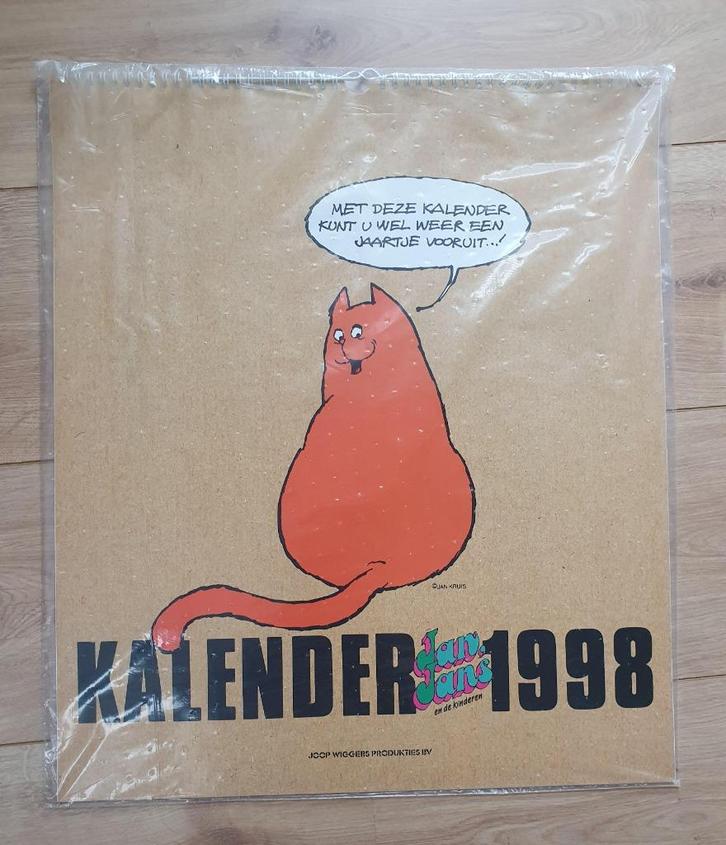 MET DEZE KALENDER
KUNT U WEL WEER EEN
JAARTJE VOORUIT...!
©JAN KRUIS
KALENDER Jan, Jans en de kinderen 1998
JOOP WIGGERS PRODUKTIES BV